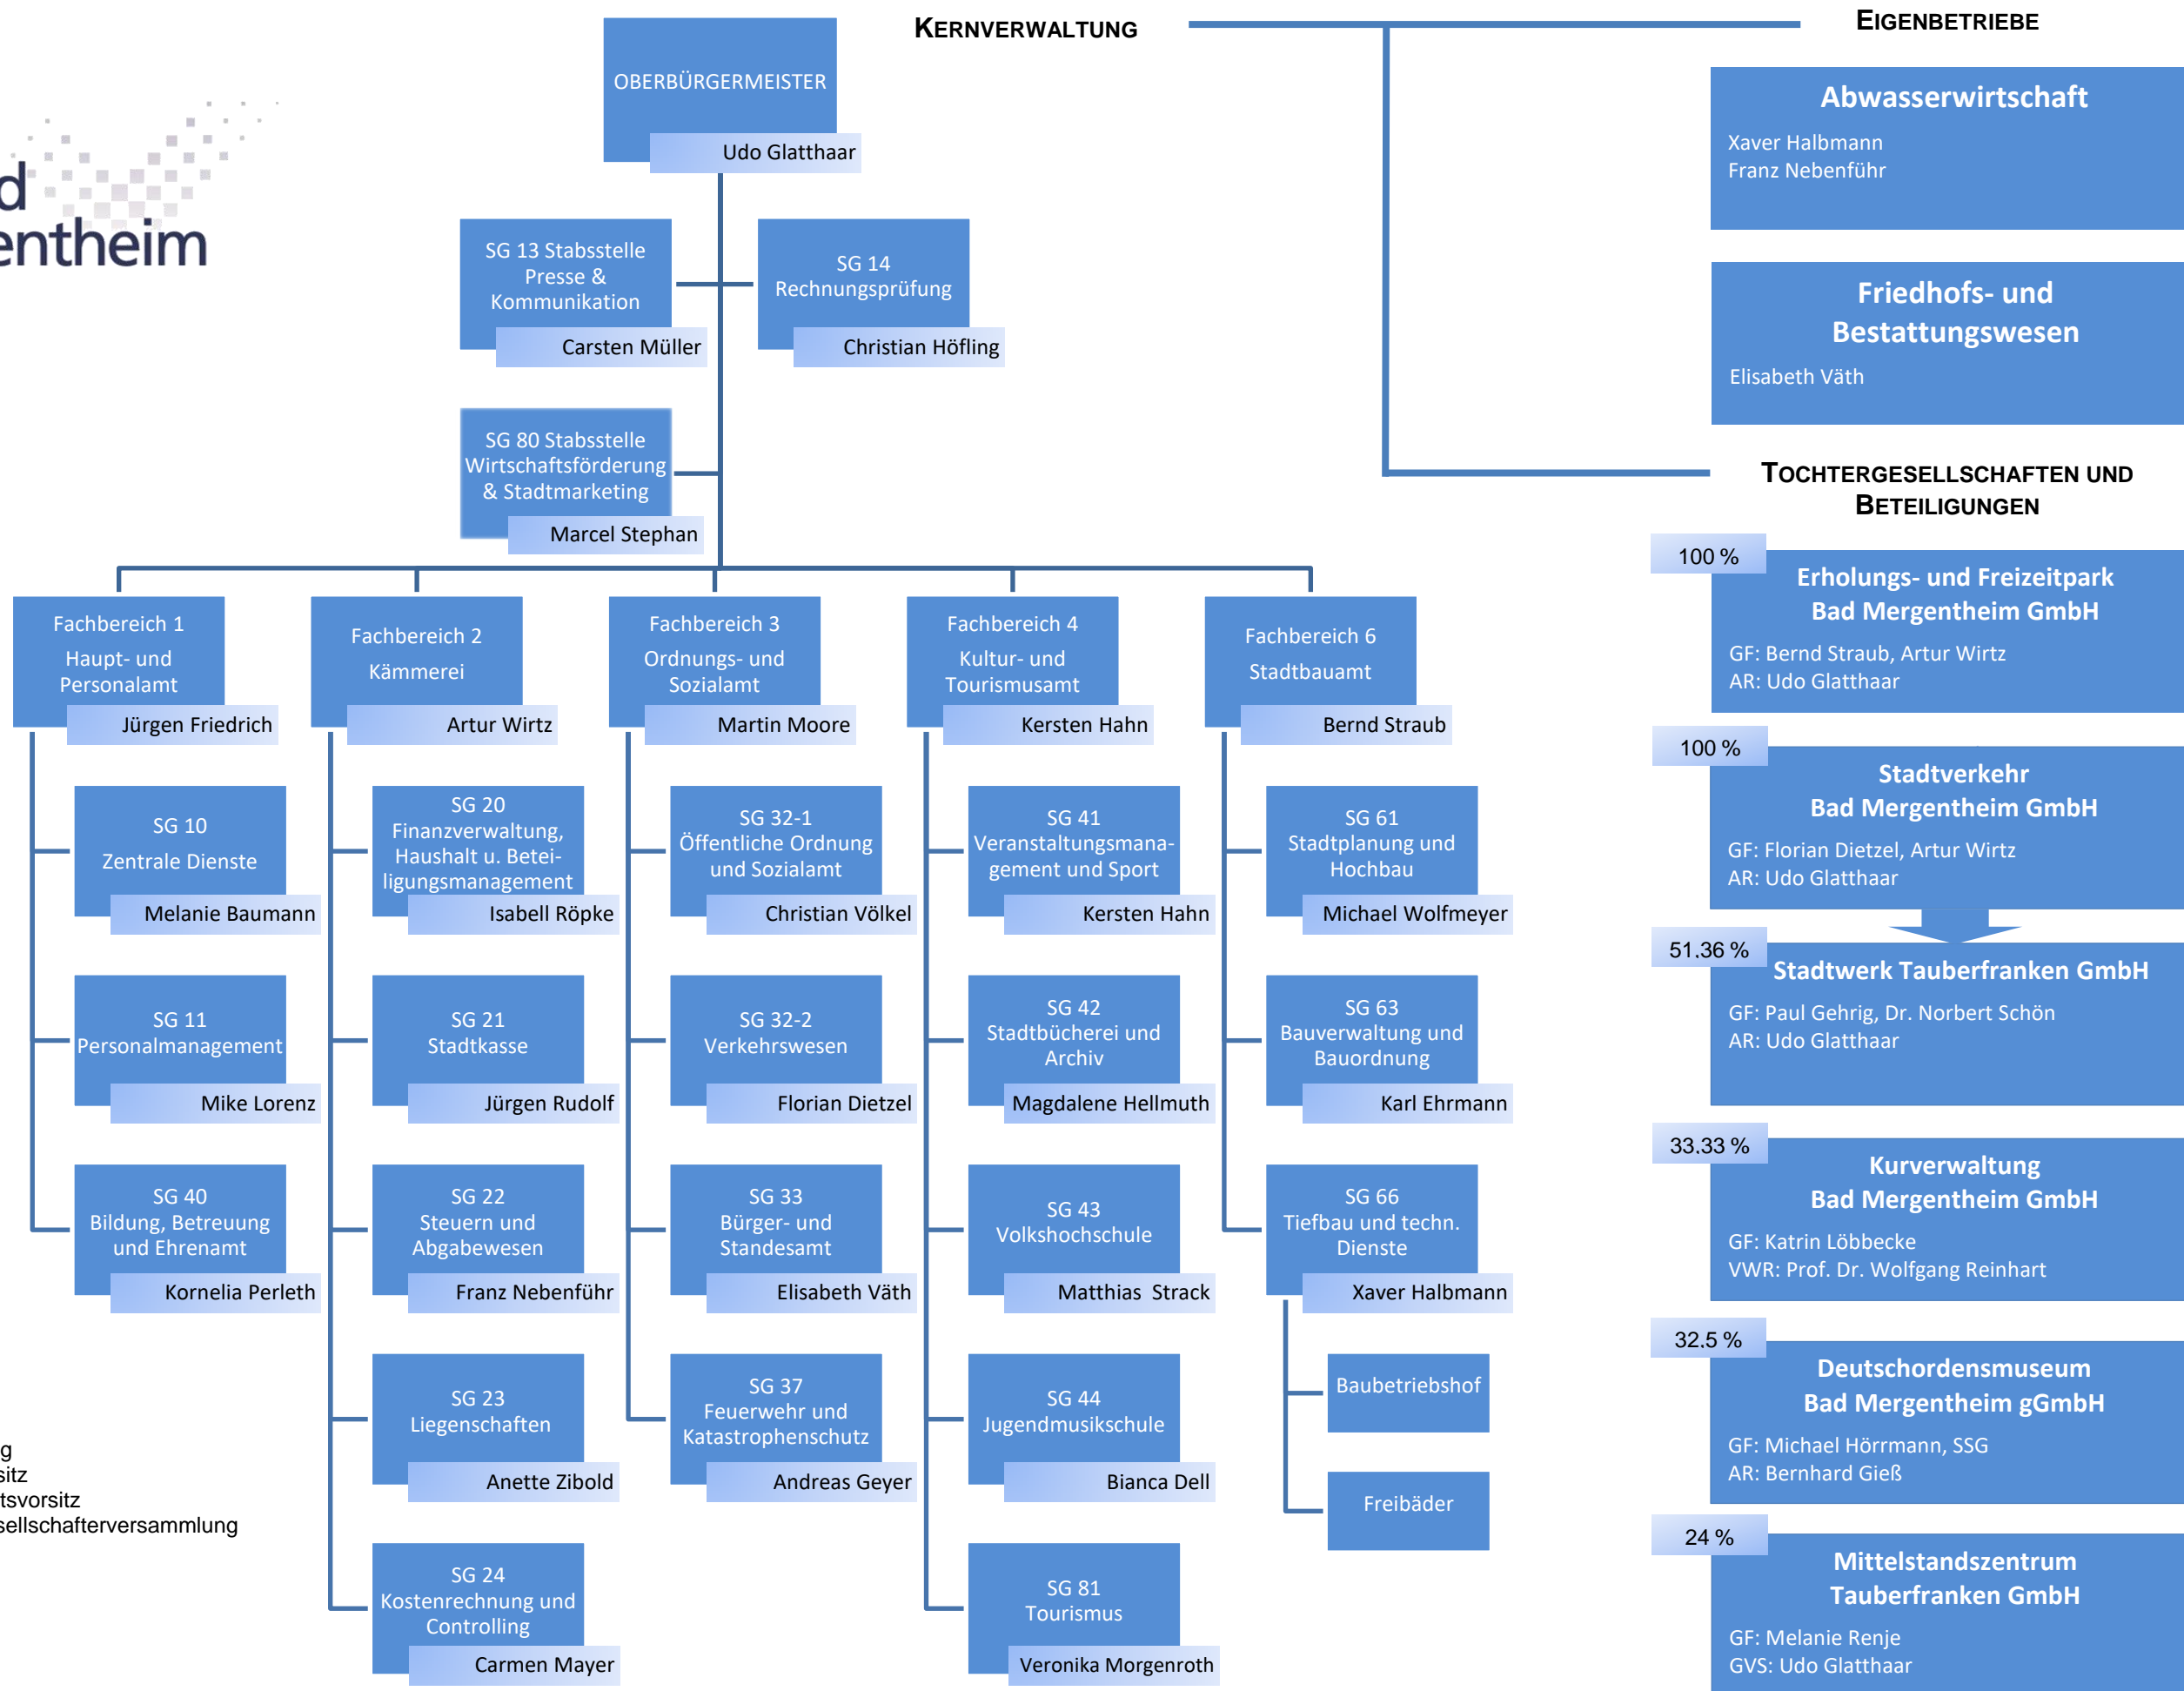 KERNVERWALTUNG
EIGENBETRIEBE
OBERBÜRGERMEISTER
Udo Glatthaar
d
entheim
SG 13 Stabsstelle
Presse &
Kommunikation
Carsten Müller
SG 14
Rechnungsprüfung
Christian Höfling
SG 80 Stabsstelle
Wirtschaftsförderung
& Stadtmarketing
Marcel Stephan
Fachbereich 1
Haupt- und
Personalamt
Jürgen Friedrich
SG 10
Zentrale Dienste
Melanie Baumann
SG 11
Personalmanagement
Mike Lorenz
SG 40
Bildung, Betreuung
und Ehrenamt
Kornelia Perleth
Fachbereich 2
Kämmerei
Artur Wirtz
SG 20
Finanzverwaltung,
Haushalt u. Betei-
ligungsmanagement
Isabell Röpke
SG 21
Stadtkasse
Jürgen Rudolf
SG 22
Steuern und
Abgabewesen
Franz Nebenführ
SG 23
Liegenschaften
Anette Zibold
SG 24
Kostenrechnung und
Controlling
Carmen Mayer
Fachbereich 3
Ordnungs- und
Sozialamt
Martin Moore
SG 32-1
Öffentliche Ordnung
und Sozialamt
Christian Völkel
SG 32-2
Verkehrswesen
Florian Dietzel
SG 33
Bürger- und
Standesamt
Elisabeth Väth
SG 37
Feuerwehr und
Katastrophenschutz
Andreas Geyer
Fachbereich 4
Kultur- und
Tourismusamt
Kersten Hahn
SG 41
Veranstaltungsmana-
gement und Sport
Kersten Hahn
SG 42
Stadtbücherei und
Archiv
Magdalene Hellmuth
SG 43
Volkshochschule
Matthias Strack
SG 44
Jugendmusikschule
Bianca Dell
SG 81
Tourismus
Veronika Morgenroth
Fachbereich 6
Stadtbauamt
Bernd Straub
SG 61
Stadtplanung und
Hochbau
Michael Wolfmeyer
SG 63
Bauverwaltung und
Bauordnung
Karl Ehrmann
SG 66
Tiefbau und techn.
Dienste
Xaver Halbmann
Baubetriebshof
Freibäder
Abwasserwirtschaft
Xaver Halbmann
Franz Nebenführ
Friedhofs- und
Bestattungswesen
Elisabeth Väth
TOCHTERGESELLSCHAFTEN UND
BETEILIGUNGEN
100 %
Erholungs- und Freizeitpark
Bad Mergentheim GmbH
GF: Bernd Straub, Artur Wirtz
AR: Udo Glatthaar
100 %
Stadtverkehr
Bad Mergentheim GmbH
GF: Florian Dietzel, Artur Wirtz
AR: Udo Glatthaar
51,36 %
Stadtwerk Tauberfranken GmbH
GF: Paul Gehrig, Dr. Norbert Schön
AR: Udo Glatthaar
33,33 %
Kurverwaltung
Bad Mergentheim GmbH
GF: Katrin Löbbecke
VWR: Prof. Dr. Wolfgang Reinhart
32,5 %
Deutschordensmuseum
Bad Mergentheim gGmbH
GF: Michael Hörrmann, SSG
AR: Bernhard Gieß
24 %
Mittelstandszentrum
Tauberfranken GmbH
GF: Melanie Renje
GVS: Udo Glatthaar
g
sitz
tsvorsitz
sellschafterversammlung